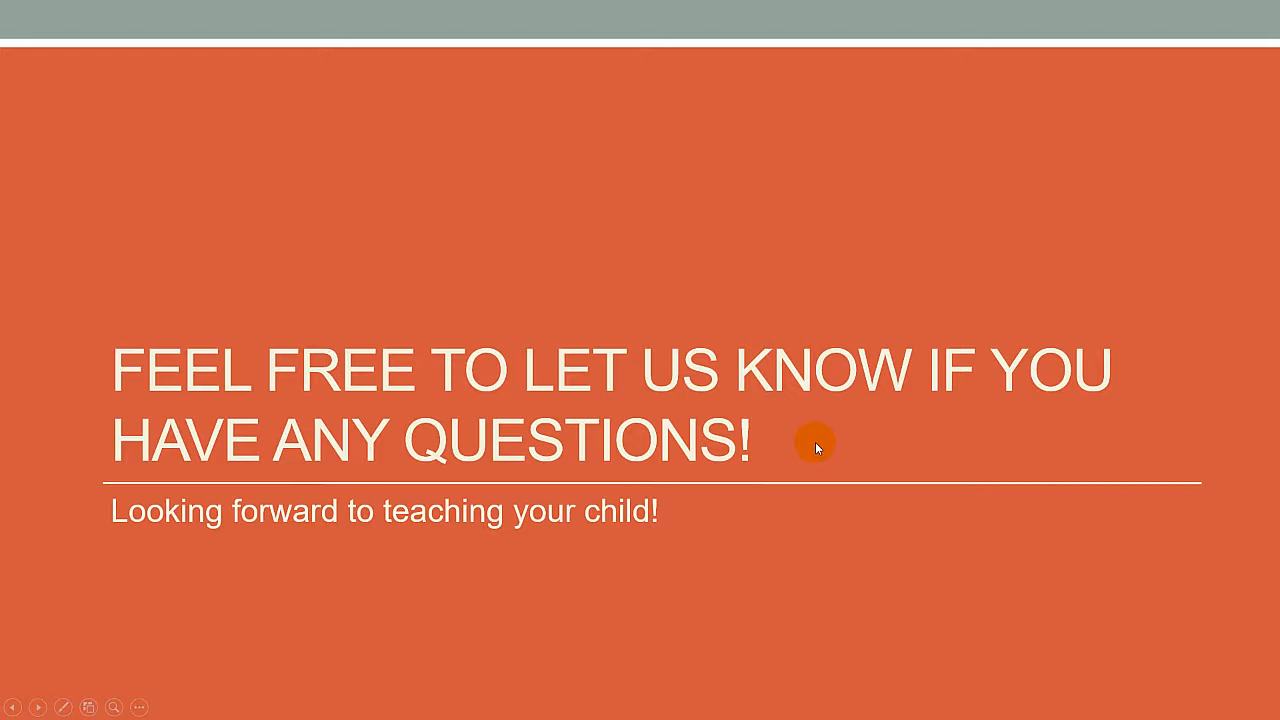 FEEL FREE TO LET US KNOW IF YOU
HAVE ANY QUESTIONS!
Looking forward to teaching your child!